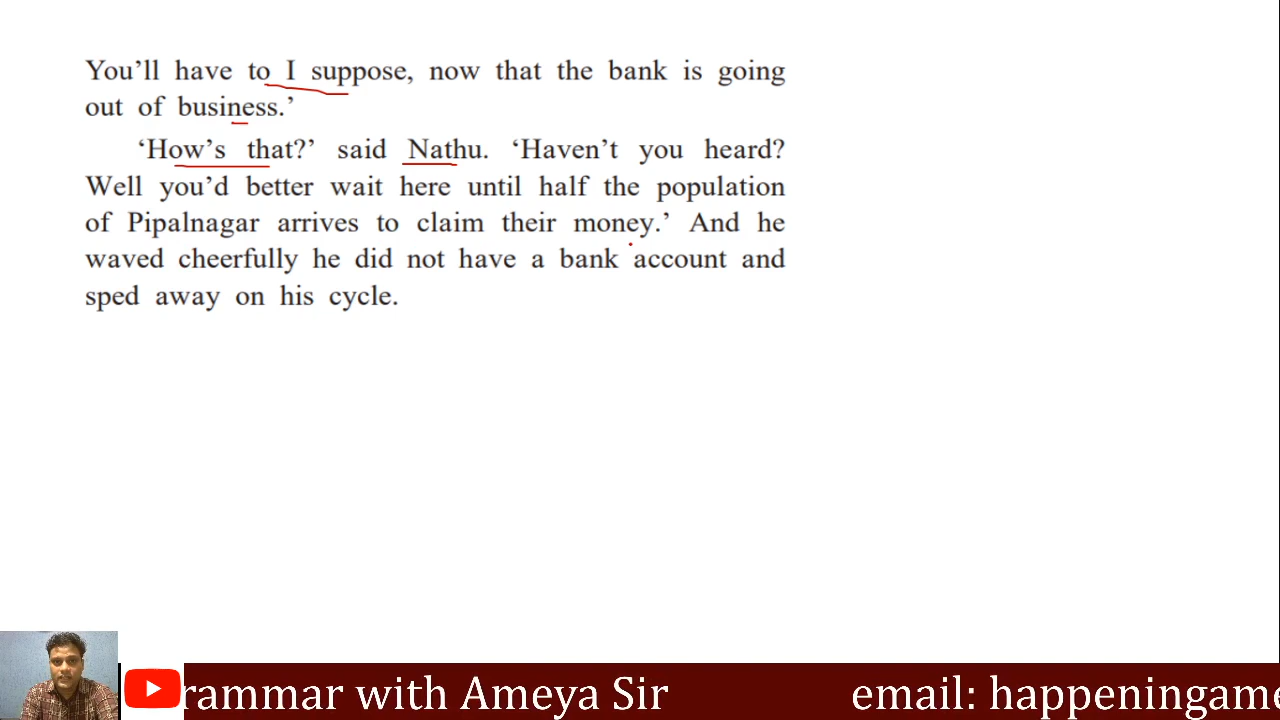 You'll have to I suppose, now that the bank is going
out of business.’
‘How's that?’ said Nathu. ‘Haven't you heard?
Well you'd better wait here until half the population
of Pipalnagar arrives to claim their money.’ And he
waved cheerfully he did not have a bank account and
sped away on his cycle.
rammar with Ameya Sir email: happeningame